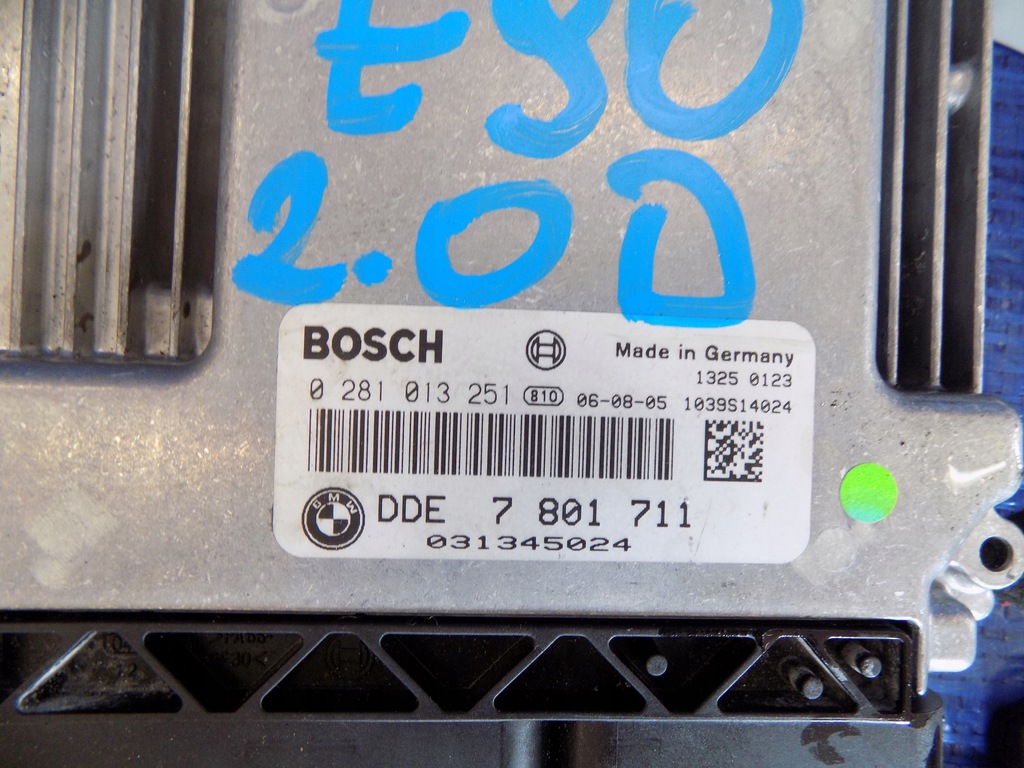 E90
2.0D
BOSCH
Made in Germany
1325 0123
0 281 013 251 810 06-08-05 1039S14024
BMW
DDE 7 801 711
031345024